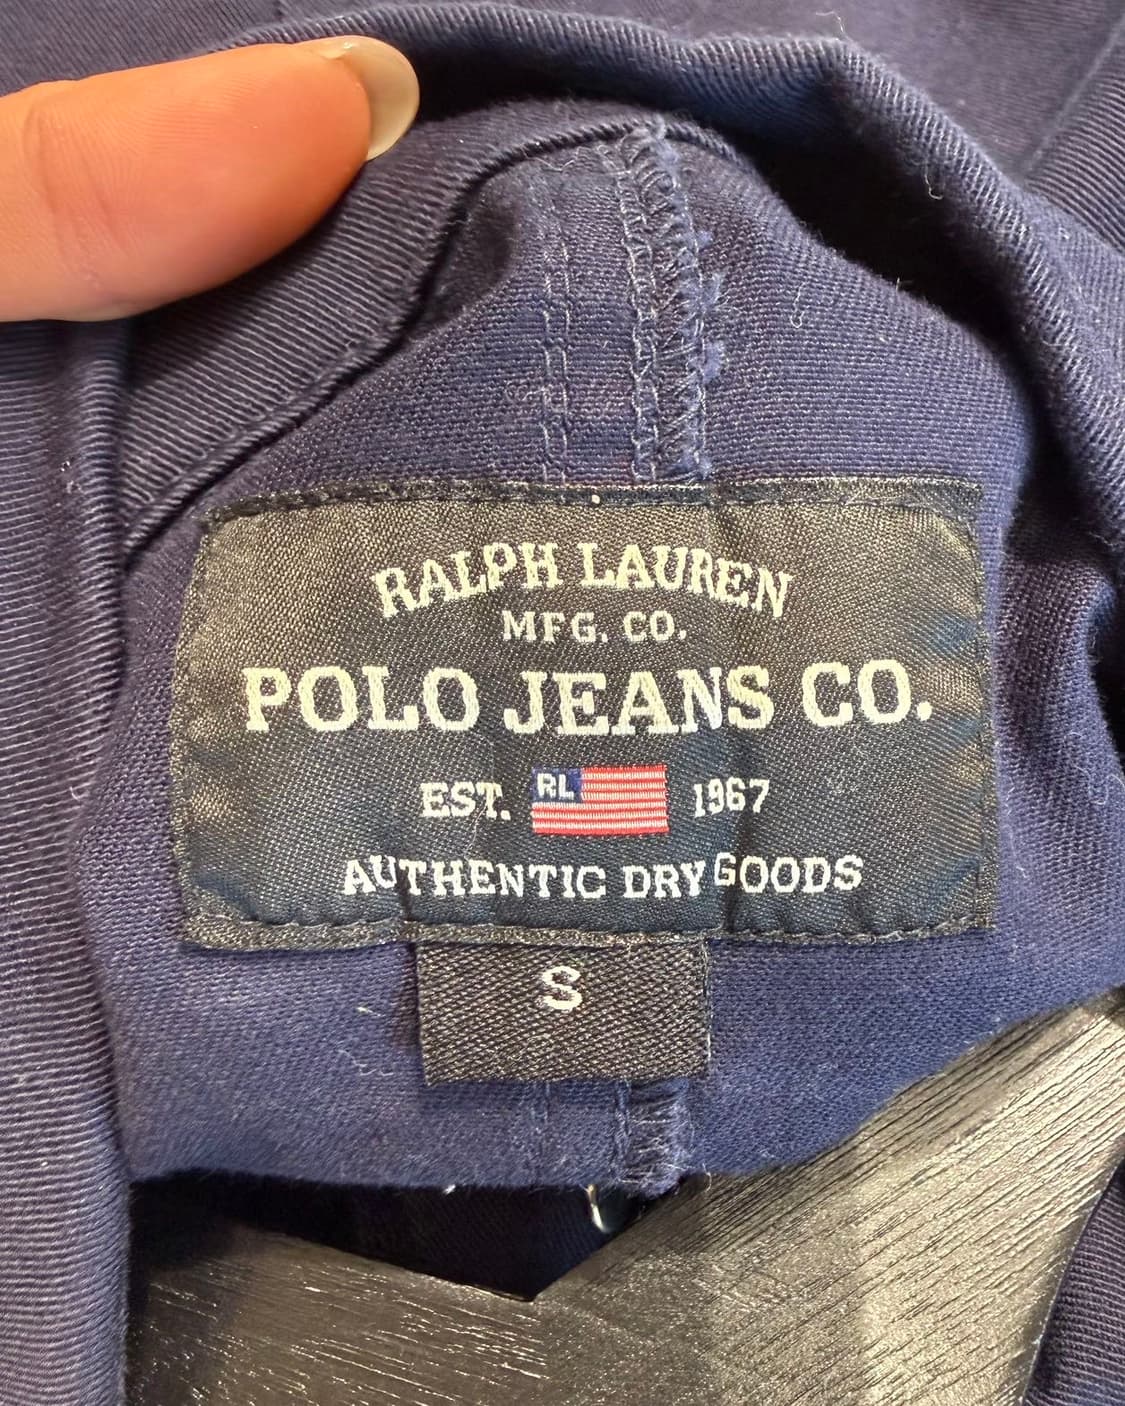 RALPH LAUREN
MFG. CO.
POLO JEANS CO.
EST. RL 1967
AUTHENTIC DRY GOODS
S